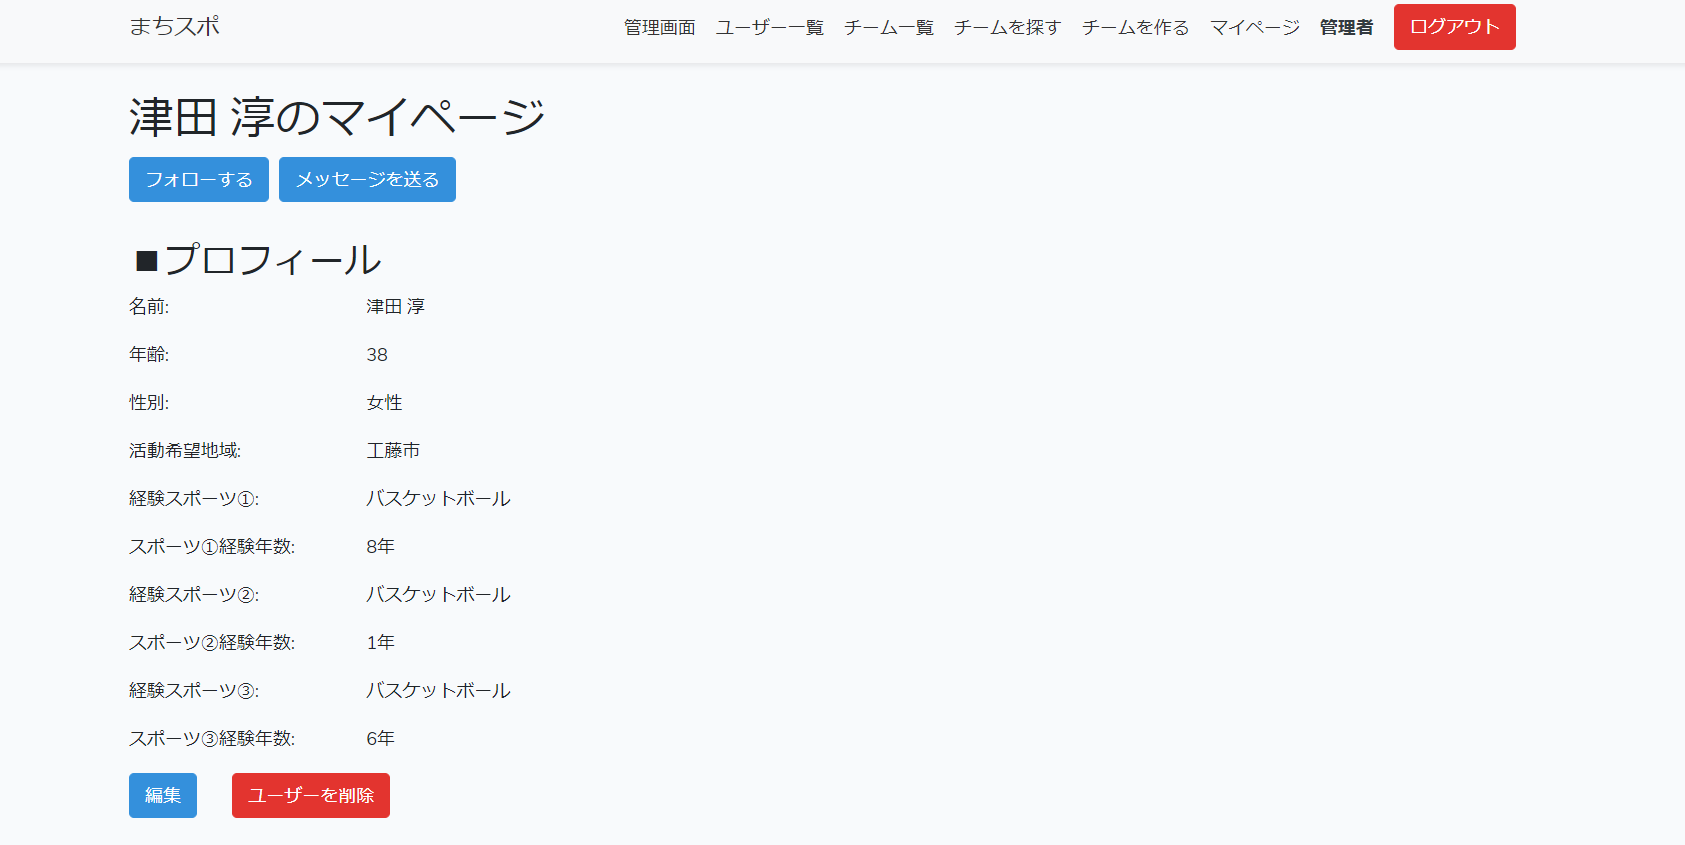 まちスポ 管理画面 ユーザー一覧 チーム一覧 チームを探す チームを作る マイページ 管理者 ログアウト
津田 淳のマイページ
フォローする メッセージを送る
■プロフィール
名前: 津田 淳
年齢: 38
性別: 女性
活動希望地域: 工藤市
経験スポーツ①: バスケットボール
スポーツ①経験年数: 8年
経験スポーツ②: バスケットボール
スポーツ②経験年数: 1年
経験スポーツ③: バスケットボール
スポーツ③経験年数: 6年
編集 ユーザーを削除